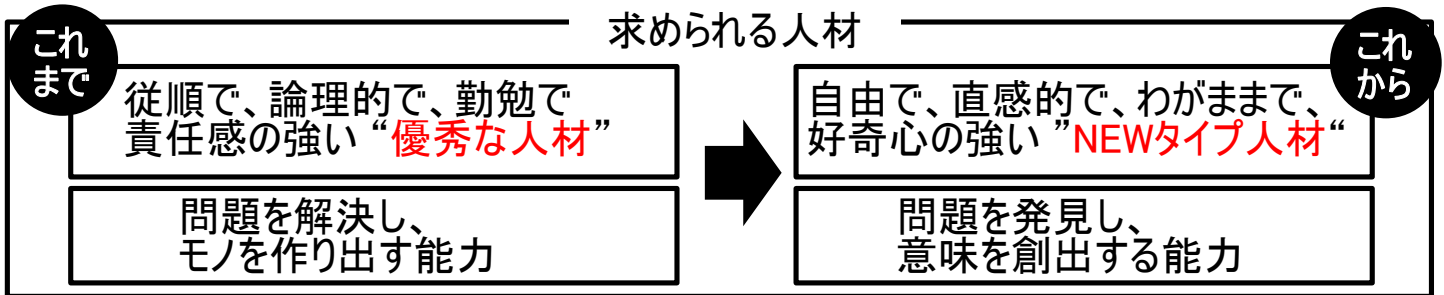 求められる人材
これ
まで
従順で、論理的で、勤勉で
責任感の強い “優秀な人材”
問題を解決し、
モノを作り出す能力
これ
から
自由で、直感的で、わがままで、
好奇心の強い ”NEWタイプ人材“
問題を発見し、
意味を創出する能力